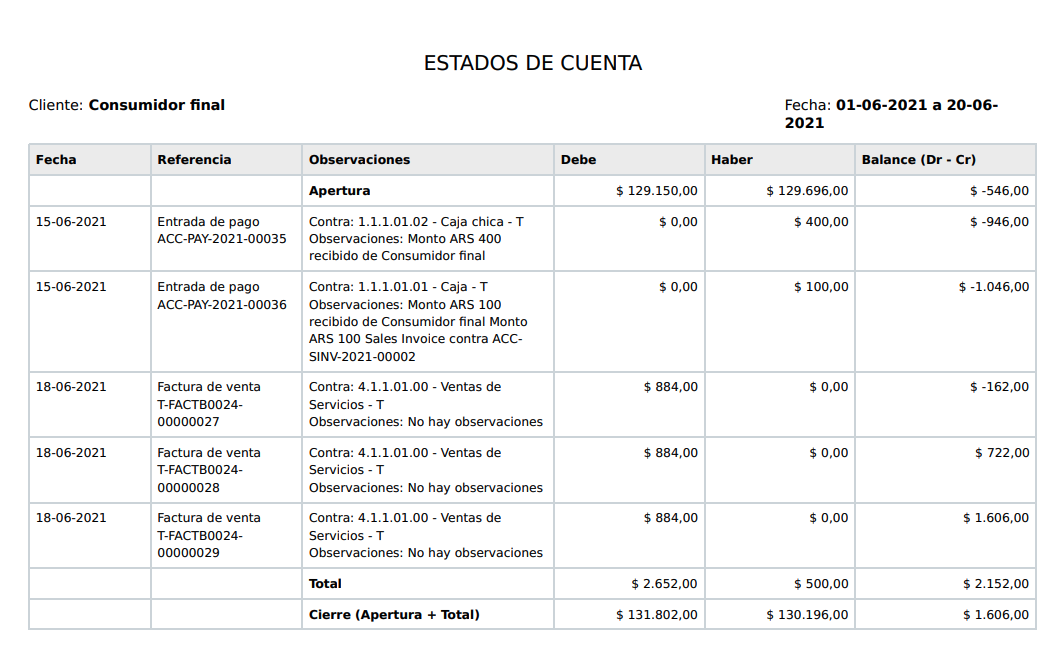 ESTADOS DE CUENTA
Cliente: Consumidor final
Fecha: 01-06-2021 a 20-06-
2021
Fecha Referencia Observaciones Debe Haber Balance (Dr - Cr)
Apertura $ 129.150,00 $ 129.696,00 $ -546,00
15-06-2021 Entrada de pago Contra: 1.1.1.01.02 - Caja chica - T $ 0,00 $ 400,00 $ -946,00
ACC-PAY-2021-00035 Observaciones: Monto ARS 400
recibido de Consumidor final
15-06-2021 Entrada de pago Contra: 1.1.1.01.01 - Caja - T $ 0,00 $ 100,00 $ -1.046,00
ACC-PAY-2021-00036 Observaciones: Monto ARS 100
recibido de Consumidor final Monto
ARS 100 Sales Invoice contra ACC-
SINV-2021-00002
18-06-2021 Factura de venta Contra: 4.1.1.01.00 - Ventas de $ 884,00 $ 0,00 $ -162,00
T-FACTB0024- Servicios - T
00000027 Observaciones: No hay observaciones
18-06-2021 Factura de venta Contra: 4.1.1.01.00 - Ventas de $ 884,00 $ 0,00 $ 722,00
T-FACTB0024- Servicios - T
00000028 Observaciones: No hay observaciones
18-06-2021 Factura de venta Contra: 4.1.1.01.00 - Ventas de $ 884,00 $ 0,00 $ 1.606,00
T-FACTB0024- Servicios - T
00000029 Observaciones: No hay observaciones
Total $ 2.652,00 $ 500,00 $ 2.152,00
Cierre (Apertura + Total) $ 131.802,00 $ 130.196,00 $ 1.606,00